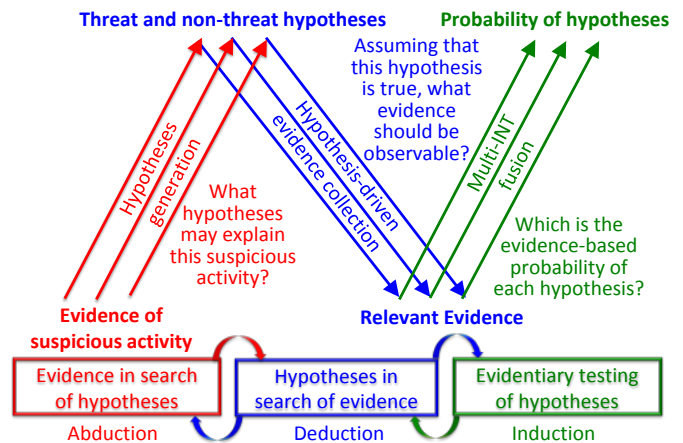 Threat and non-threat hypotheses
Probability of hypotheses
Assuming that
this hypothesis
is true, what
evidence
should be
observable?
Hypotheses
generation
Hypothesis-driven
evidence collection
Multi-INT
fusion
What
hypotheses
may explain
this suspicious
activity?
Which is the
evidence-based
probability of
each hypothesis?
Evidence of
suspicious activity
Relevant Evidence
Evidence in search
of hypotheses
Hypotheses in
search of evidence
Evidentiary testing
of hypotheses
Abduction
Deduction
Induction